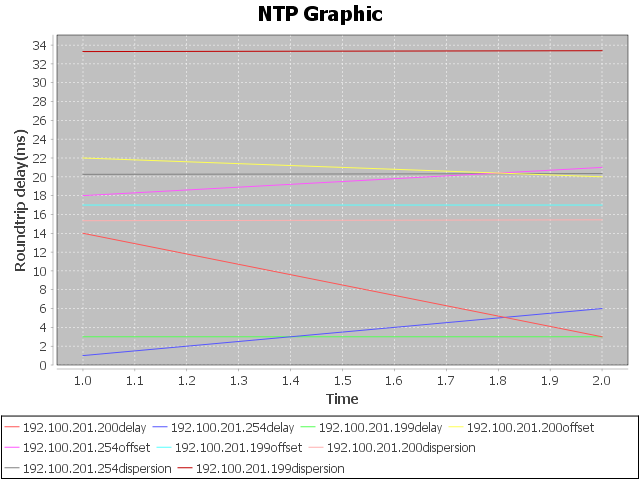 NTP Graphic
Roundtrip delay(ms)
34
32
30
28
26
24
22
20
18
16
14
12
10
8
6
4
2
0
1.0 1.1 1.2 1.3 1.4 1.5 1.6 1.7 1.8 1.9 2.0
Time
192.100.201.200delay 192.100.201.254delay 192.100.201.199delay 192.100.201.200offset
192.100.201.254offset 192.100.201.199offset 192.100.201.200dispersion
192.100.201.254dispersion 192.100.201.199dispersion